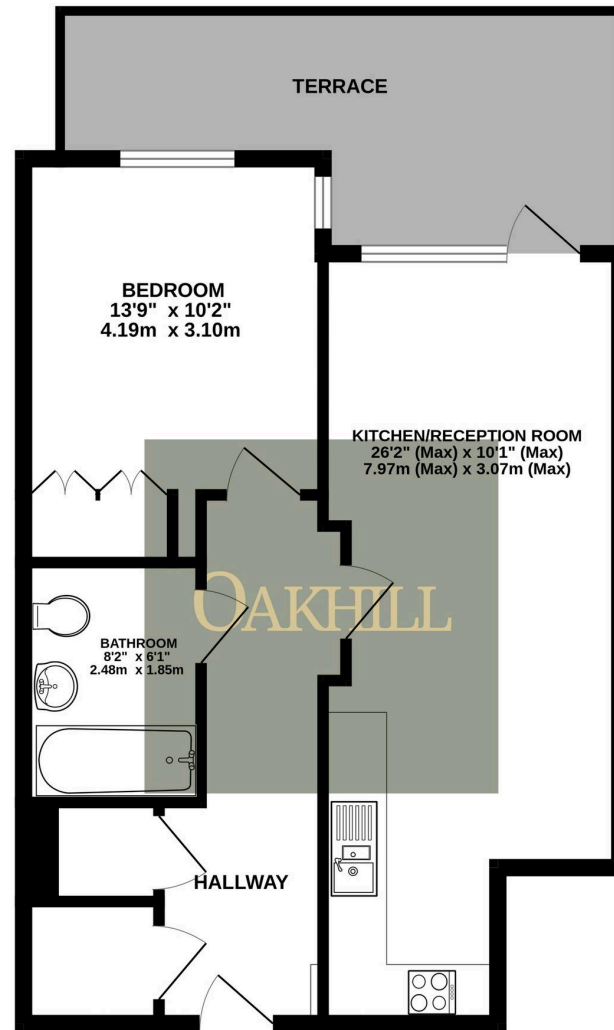 TERRACE
BEDROOM
13'9" x 10'2"
4.19m x 3.10m
KITCHEN/RECEPTION ROOM
26'2" (Max) x 10'1" (Max)
7.97m (Max) x 3.07m (Max)
OAKHILL
BATHROOM
8'2" x 6'1"
2.48m x 1.85m
HALLWAY